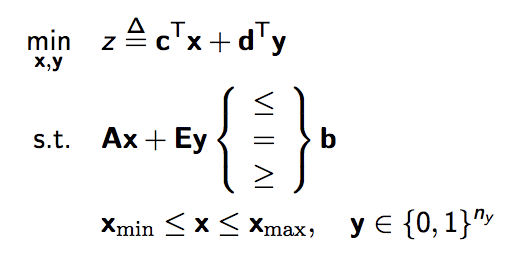 min x,y z ≜ cᵀx + dᵀy
s.t. Ax + Ey { ≤ = ≥ } b
x_min ≤ x ≤ x_max, y ∈ {0, 1}^{n_y}